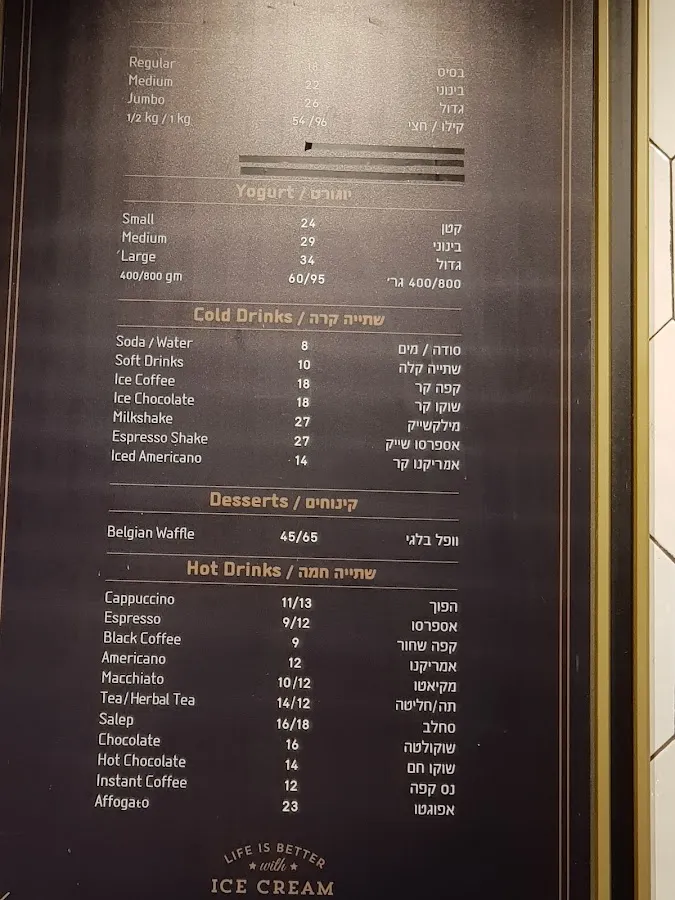 Regular 18 בסיס
Medium 22 בינוני
Jumbo 26 גדול
1/2 kg / 1 kg 54/96 קילו / חצי
Yogurt / יוגורט
Small 24 קטן
Medium 29 בינוני
Large 34 גדול
400/800 gm 60/95 400/800 גר'
Cold Drinks / שתייה קרה
Soda / Water 8 סודה / מים
Soft Drinks 10 שתייה קלה
Ice Coffee 18 קפה קר
Ice Chocolate 18 שוקו קר
Milkshake 27 מילקשייק
Espresso Shake 27 אספרסו שייק
Iced Americano 14 אמריקנו קר
Desserts / קינוחים
Belgian Waffle 45/65 וופל בלגי
Hot Drinks / שתייה חמה
Cappuccino 11/13 הפוך
Espresso 9/12 אספרסו
Black Coffee 9 קפה שחור
Americano 12 אמריקנו
Macchiato 10/12 מקיאטו
Tea/Herbal Tea 14/12 תה/חליטה
Salep 16/18 סחלב
Chocolate 16 שוקולטה
Hot Chocolate 14 שוקו חם
Instant Coffee 12 נס קפה
Affogato 23 אפוגטו
LIFE IS BETTER
with
ICE CREAM